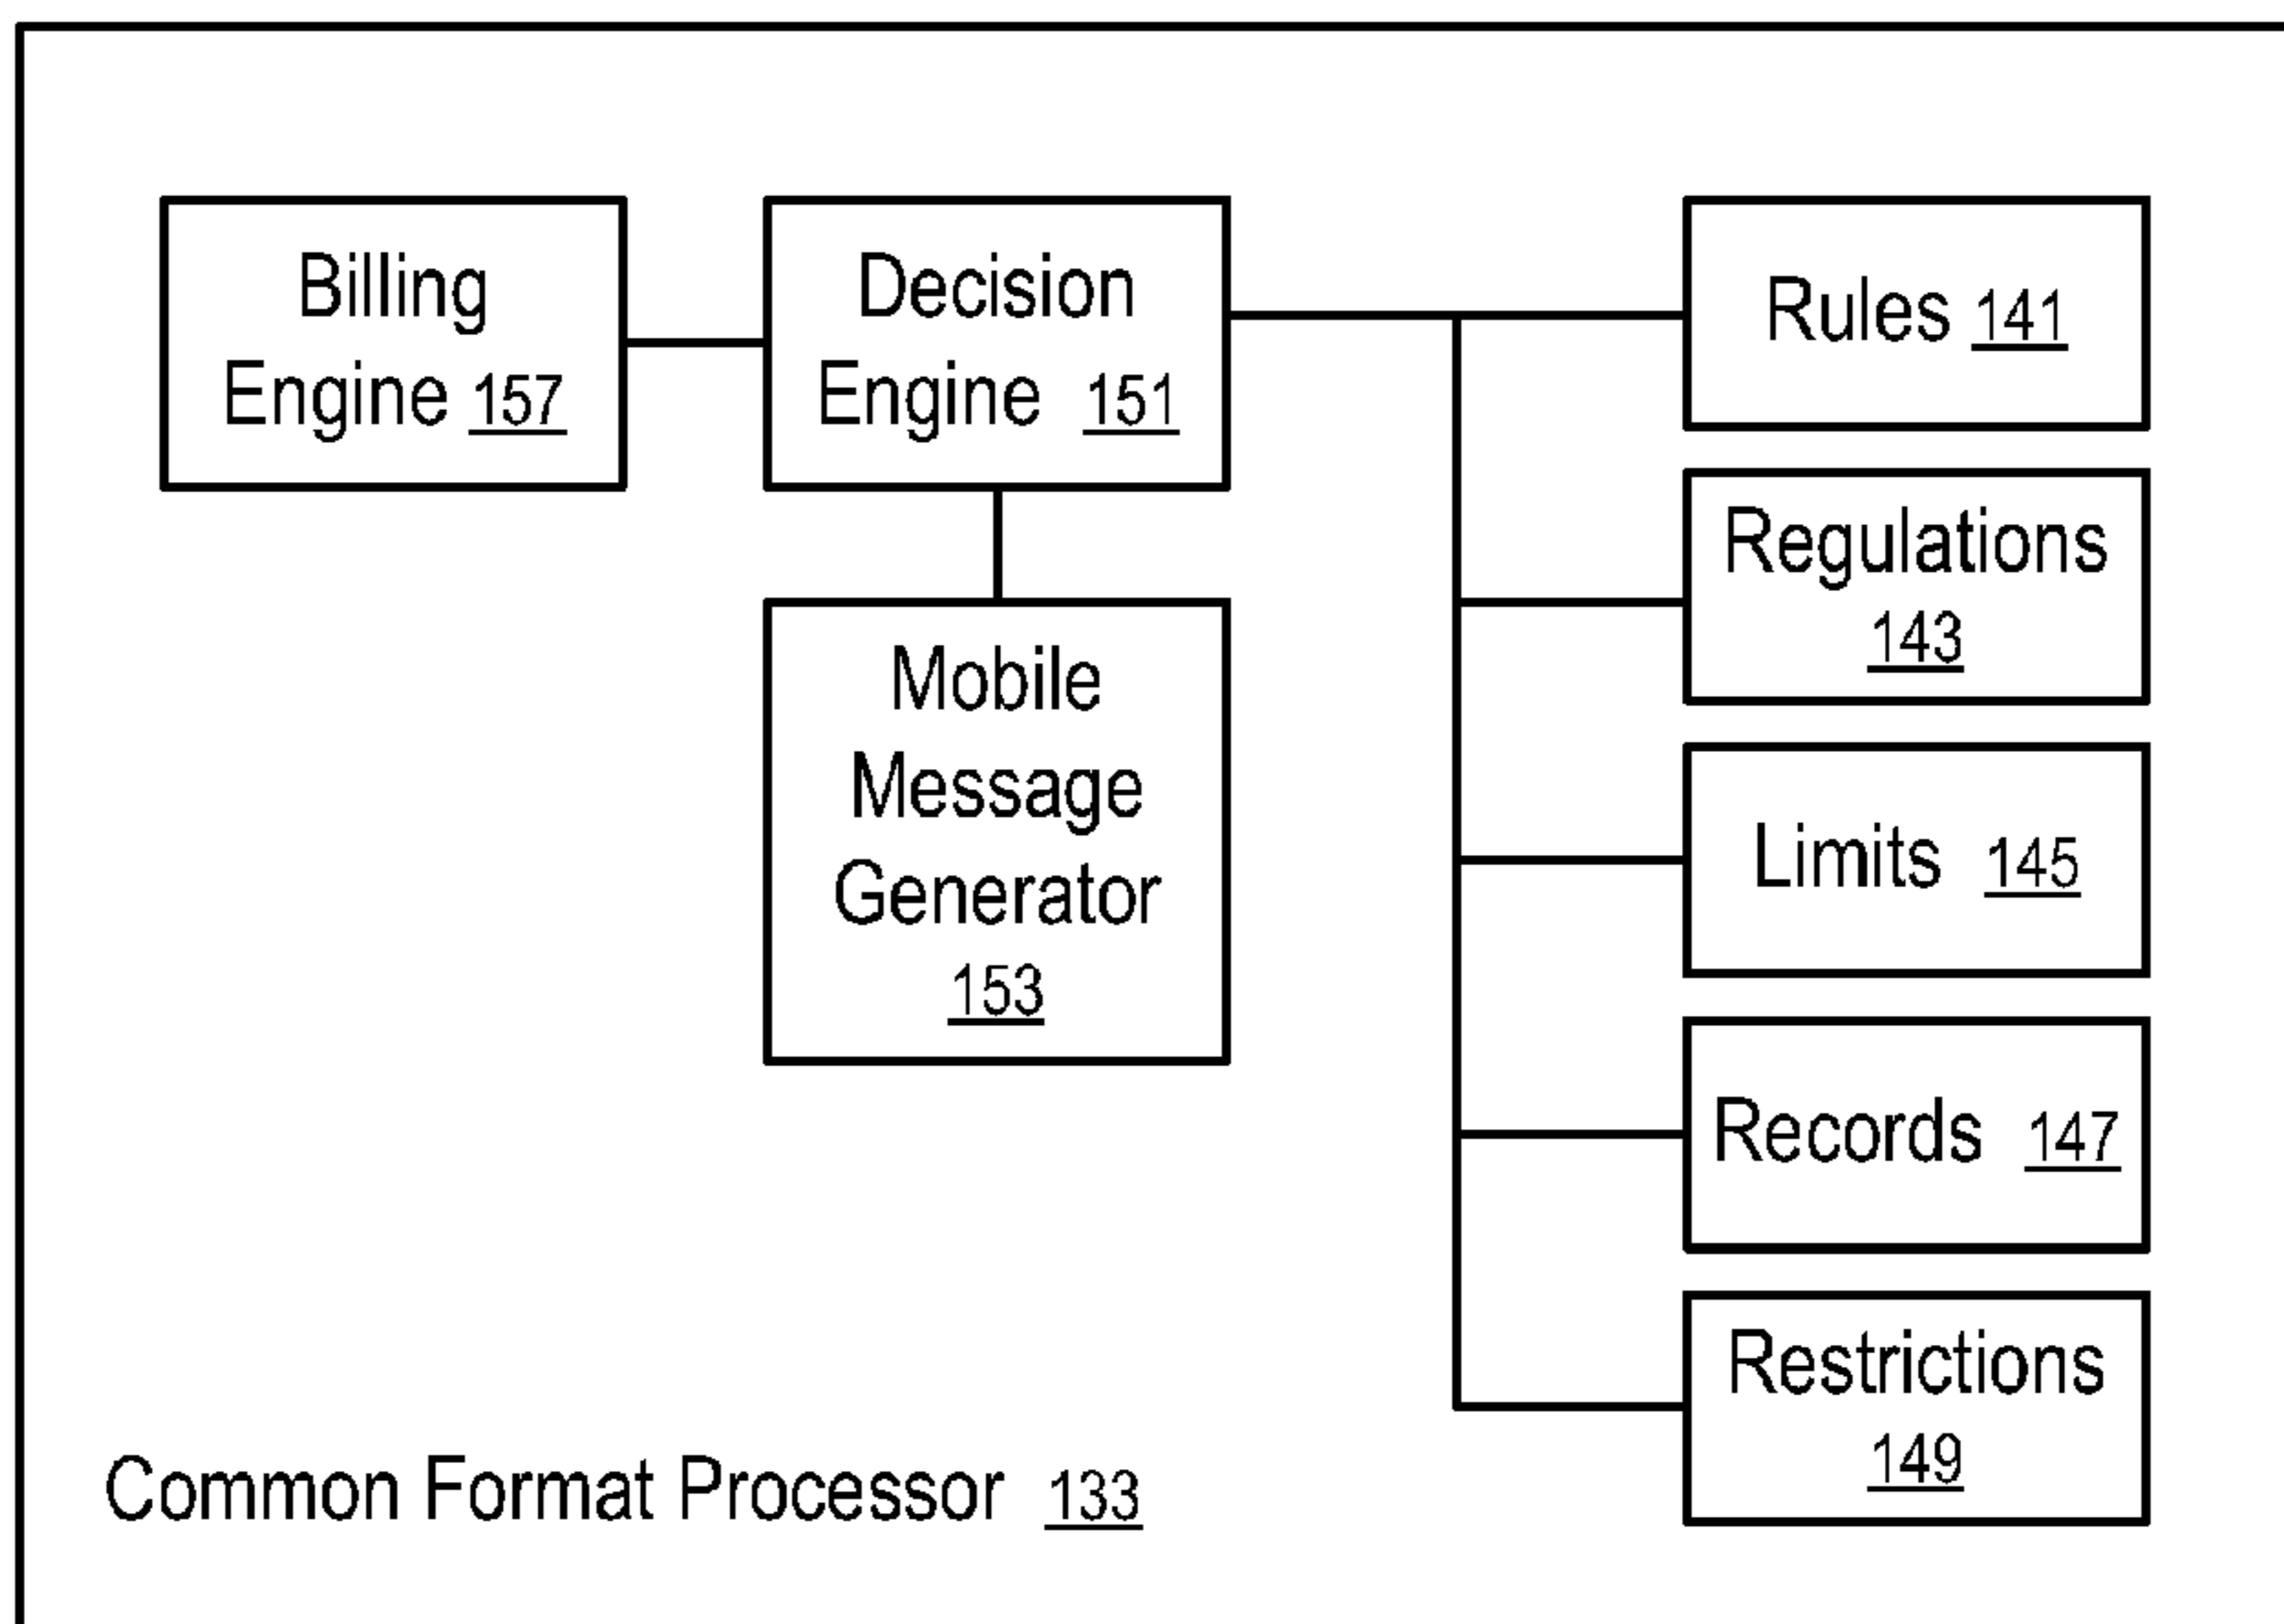 Billing
Engine 157
Decision
Engine 151
Mobile
Message
Generator
153
Rules 141
Regulations
143
Limits 145
Records 147
Restrictions
149
Common Format Processor 133